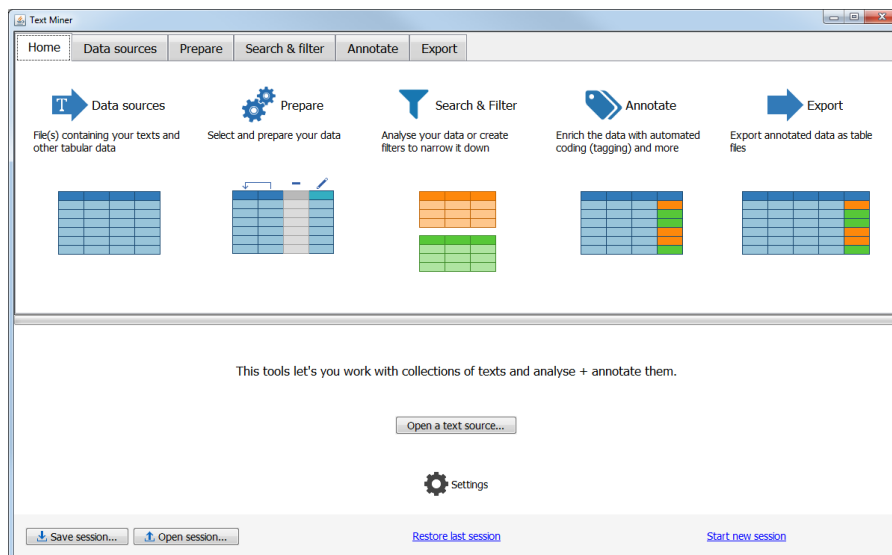 Text Miner
Home Data sources Prepare Search & filter Annotate Export
T Data sources Prepare Search & Filter Annotate Export
File(s) containing your texts and other tabular data
Select and prepare your data
Analyse your data or create filters to narrow it down
Enrich the data with automated coding (tagging) and more
Export annotated data as table files
This tools let's you work with collections of texts and analyse + annotate them.
Open a text source...
Settings
Save session... Open session... Restore last session Start new session